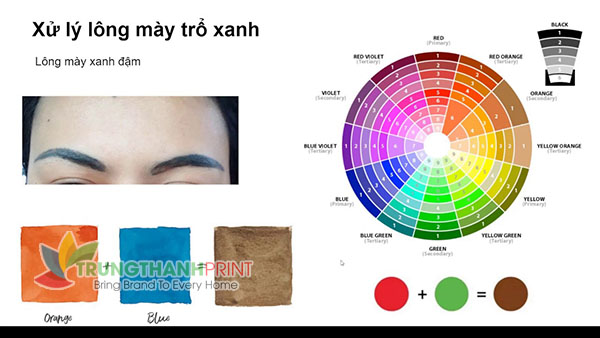 Xử lý lông mày trổ xanh
Lông mày xanh đậm
BLACK
RED
(Primary)
RED VIOLET
(Tertiary)
RED ORANGE
(Tertiary)
VIOLET
(Secondary)
ORANGE
(Secondary)
BLUE VIOLET
(Tertiary)
YELLOW ORANGE
(Tertiary)
BLUE
(Primary)
YELLOW
(Primary)
BLUE GREEN
(Tertiary)
YELLOW GREEN
(Tertiary)
GREEN
(Secondary)
+ =
TRUNGTHANHPRINT
Bring Brand To Every Home
Orange
Blue
+ =